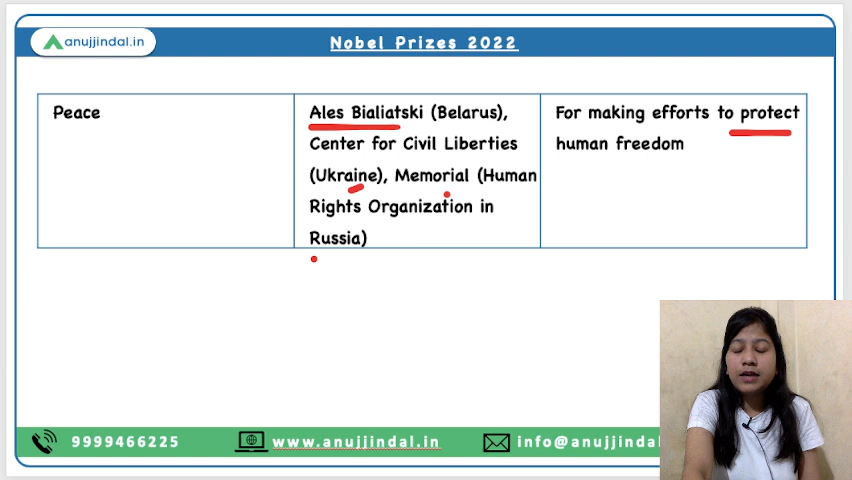 anujjindal.in
Nobel Prizes 2022
Peace
Ales Bialiatski (Belarus),
Center for Civil Liberties
(Ukraine), Memorial (Human
Rights Organization in
Russia)
For making efforts to protect
human freedom
9999466225
www.anujjindal.in
info@anujjindal